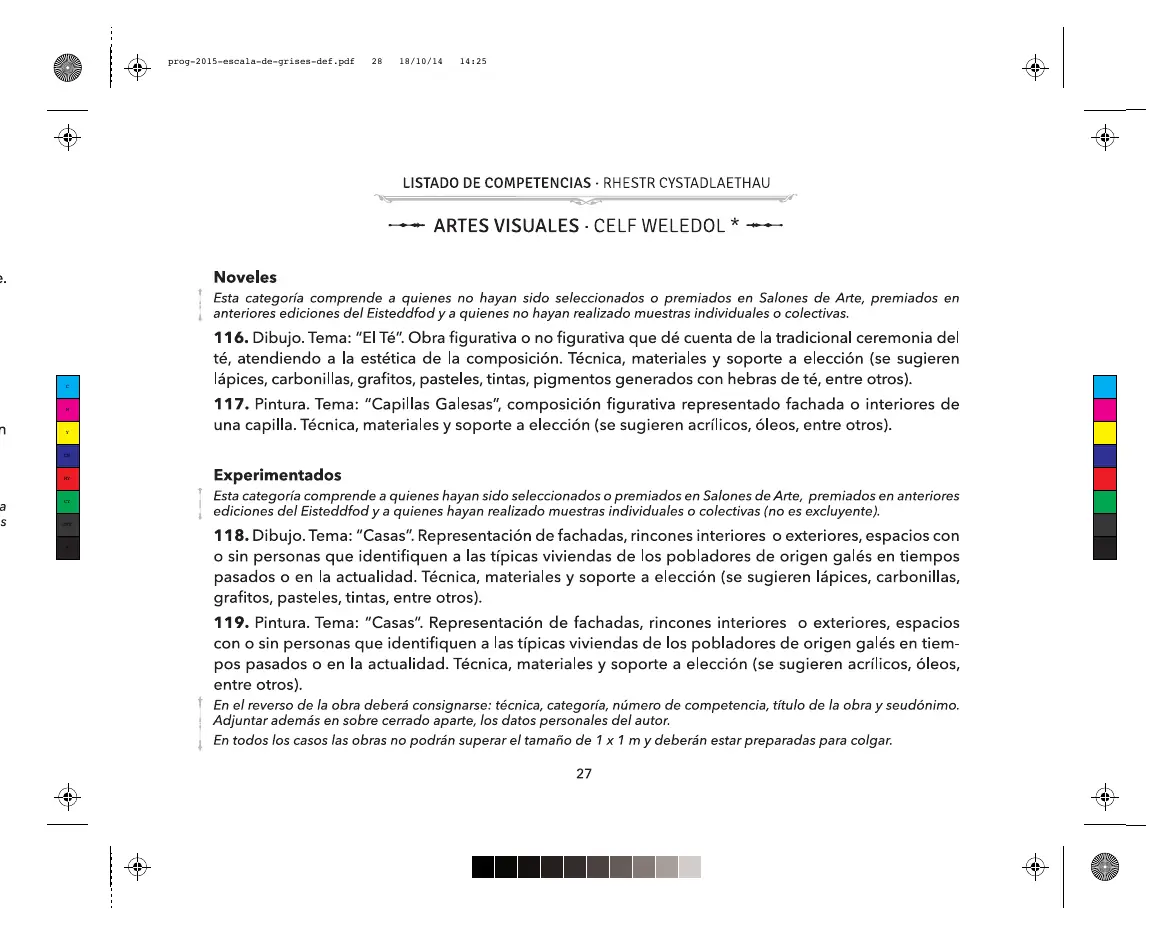 prog-2015-escala-de-grises-def.pdf 28 18/10/14 14:25
LISTADO DE COMPETENCIAS · RHESTR CYSTADLAETHAU
ARTES VISUALES · CELF WELEDOL *
e.
n
a
s
Noveles
Esta categoría comprende a quienes no hayan sido seleccionados o premiados en Salones de Arte, premiados en
anteriores ediciones del Eisteddfod y a quienes no hayan realizado muestras individuales o colectivas.
116. Dibujo. Tema: “El Té”. Obra figurativa o no figurativa que dé cuenta de la tradicional ceremonia del
té, atendiendo a la estética de la composición. Técnica, materiales y soporte a elección (se sugieren
lápices, carbonillas, grafitos, pasteles, tintas, pigmentos generados con hebras de té, entre otros).
117. Pintura. Tema: “Capillas Galesas”, composición figurativa representado fachada o interiores de
una capilla. Técnica, materiales y soporte a elección (se sugieren acrílicos, óleos, entre otros).
Experimentados
Esta categoría comprende a quienes hayan sido seleccionados o premiados en Salones de Arte, premiados en anteriores
ediciones del Eisteddfod y a quienes hayan realizado muestras individuales o colectivas (no es excluyente).
118. Dibujo. Tema: “Casas”. Representación de fachadas, rincones interiores o exteriores, espacios con
o sin personas que identifiquen a las típicas viviendas de los pobladores de origen galés en tiempos
pasados o en la actualidad. Técnica, materiales y soporte a elección (se sugieren lápices, carbonillas,
grafitos, pasteles, tintas, entre otros).
119. Pintura. Tema: “Casas”. Representación de fachadas, rincones interiores o exteriores, espacios
con o sin personas que identifiquen a las típicas viviendas de los pobladores de origen galés en tiem-
pos pasados o en la actualidad. Técnica, materiales y soporte a elección (se sugieren acrílicos, óleos,
entre otros).
En el reverso de la obra deberá consignarse: técnica, categoría, número de competencia, título de la obra y seudónimo.
Adjuntar además en sobre cerrado aparte, los datos personales del autor.
En todos los casos las obras no podrán superar el tamaño de 1 x 1 m y deberán estar preparadas para colgar.
27